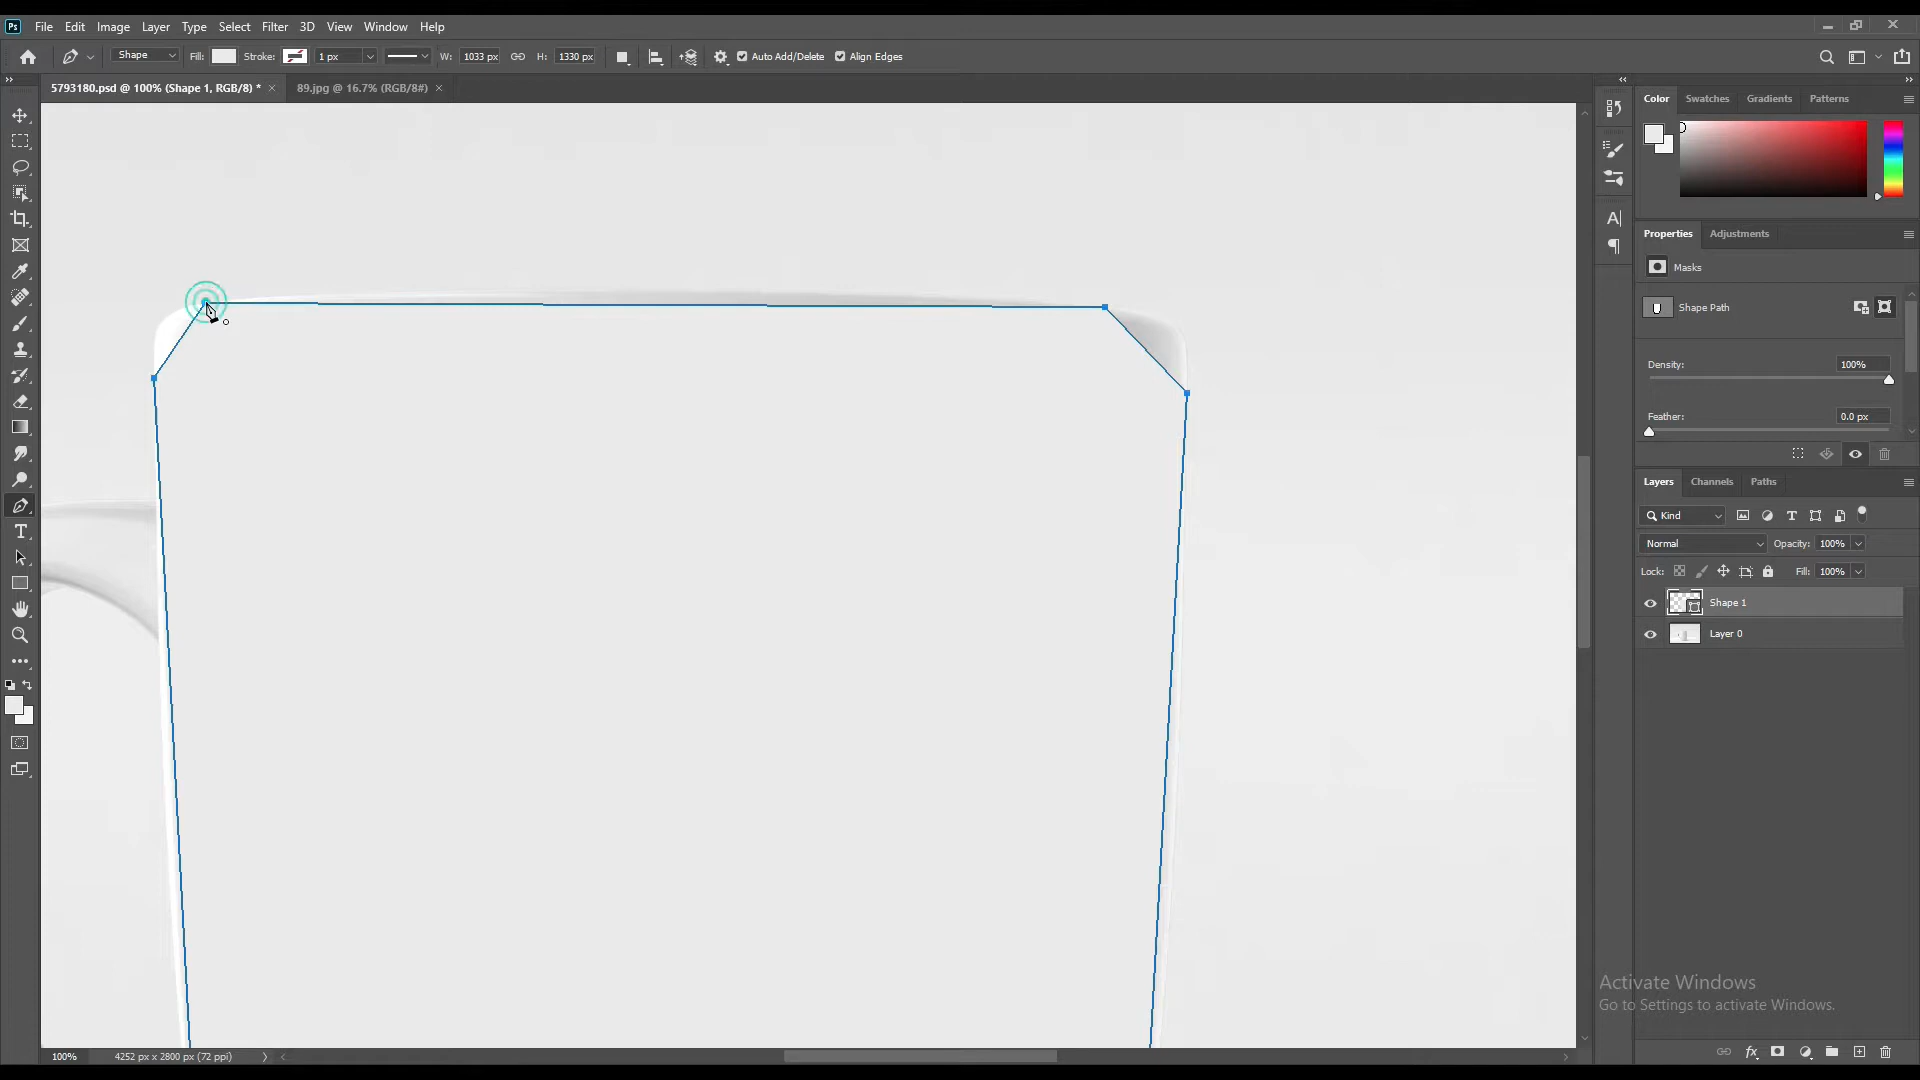 Ps File Edit Image Layer Type Select Filter 3D View Window Help
Shape Fill: Stroke: 1 px W: 1033 px H: 1330 px Auto Add/Delete Align Edges
5793180.psd @ 100% (Shape 1, RGB/8) * × 89.jpg @ 16.7% (RGB/8#) ×
Color Swatches Gradients Patterns
Properties Adjustments
Masks
Shape Path
Density: 100%
Feather: 0.0 px
Layers Channels Paths
Kind
Normal Opacity: 100%
Lock: Fill: 100%
Shape 1
Layer 0
Activate Windows
Go to Settings to activate Windows.
100% 4252 px x 2800 px (72 ppi)